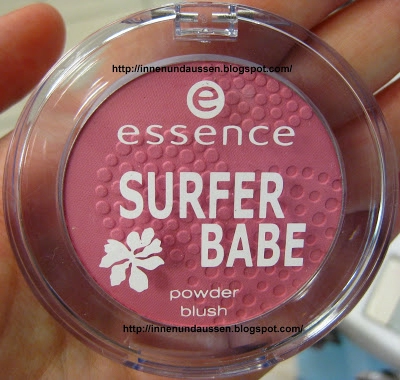 http://innenundaussen.blogspot.com/
e
essence
SURFER
BABE
powder
blush
http://innenundaussen.blogspot.com/